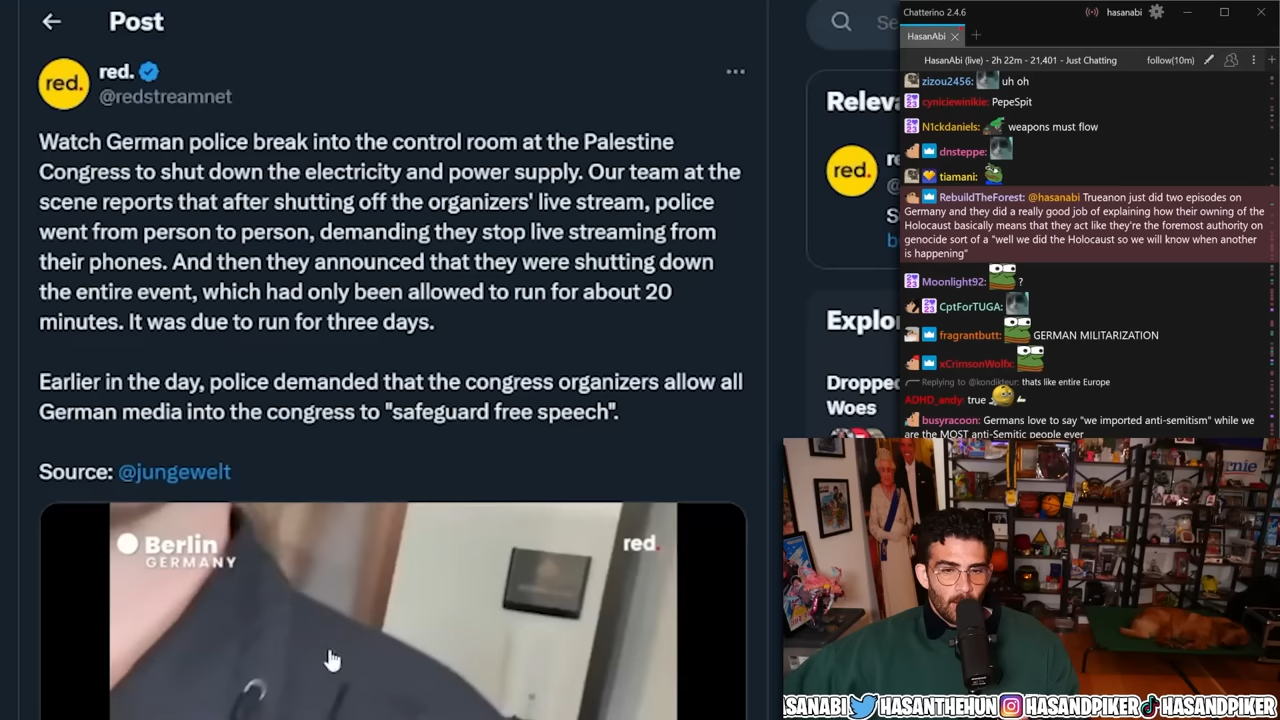 Post
red.
red.
@redstreamnet
Watch German police break into the control room at the Palestine
Congress to shut down the electricity and power supply. Our team at the
scene reports that after shutting off the organizers' live stream, police
went from person to person, demanding they stop live streaming from
their phones. And then they announced that they were shutting down
the entire event, which had only been allowed to run for about 20
minutes. It was due to run for three days.
Earlier in the day, police demanded that the congress organizers allow all
German media into the congress to "safeguard free speech".
Source: @jungewelt
Berlin
GERMANY
red.
Se
Relev
red.
re
@
S
b
Explo
Dropped
Woes
Chatterino 2.4.6
hasanabi
HasanAbi
HasanAbi (live) - 2h 22m - 21,401 - Just Chatting
follow(10m)
zizou2456: uh oh
cyniciewinikie: PepeSpit
N1ckdaniels: weapons must flow
dnsteppe:
tiamani:
RebuildTheForest: @hasanabi Trueanon just did two episodes on
Germany and they did a really good job of explaining how their owning of the
Holocaust basically means that they act like they're the foremost authority on
genocide sort of a "well we did the Holocaust so we will know when another
is happening"
Moonlight92: ?
CptForTUGA:
fragrantbutt: GERMAN MILITARIZATION
xCrimsonWolfx:
Replying to @kondikteur: thats like entire Europe
ADHD_andy: true
busyracoon: Germans love to say "we imported anti-semitism" while we
are the MOST anti-Semitic people ever
ernie
SANABI HASANTHEHUN HASANDPIKER HASANDPIKER